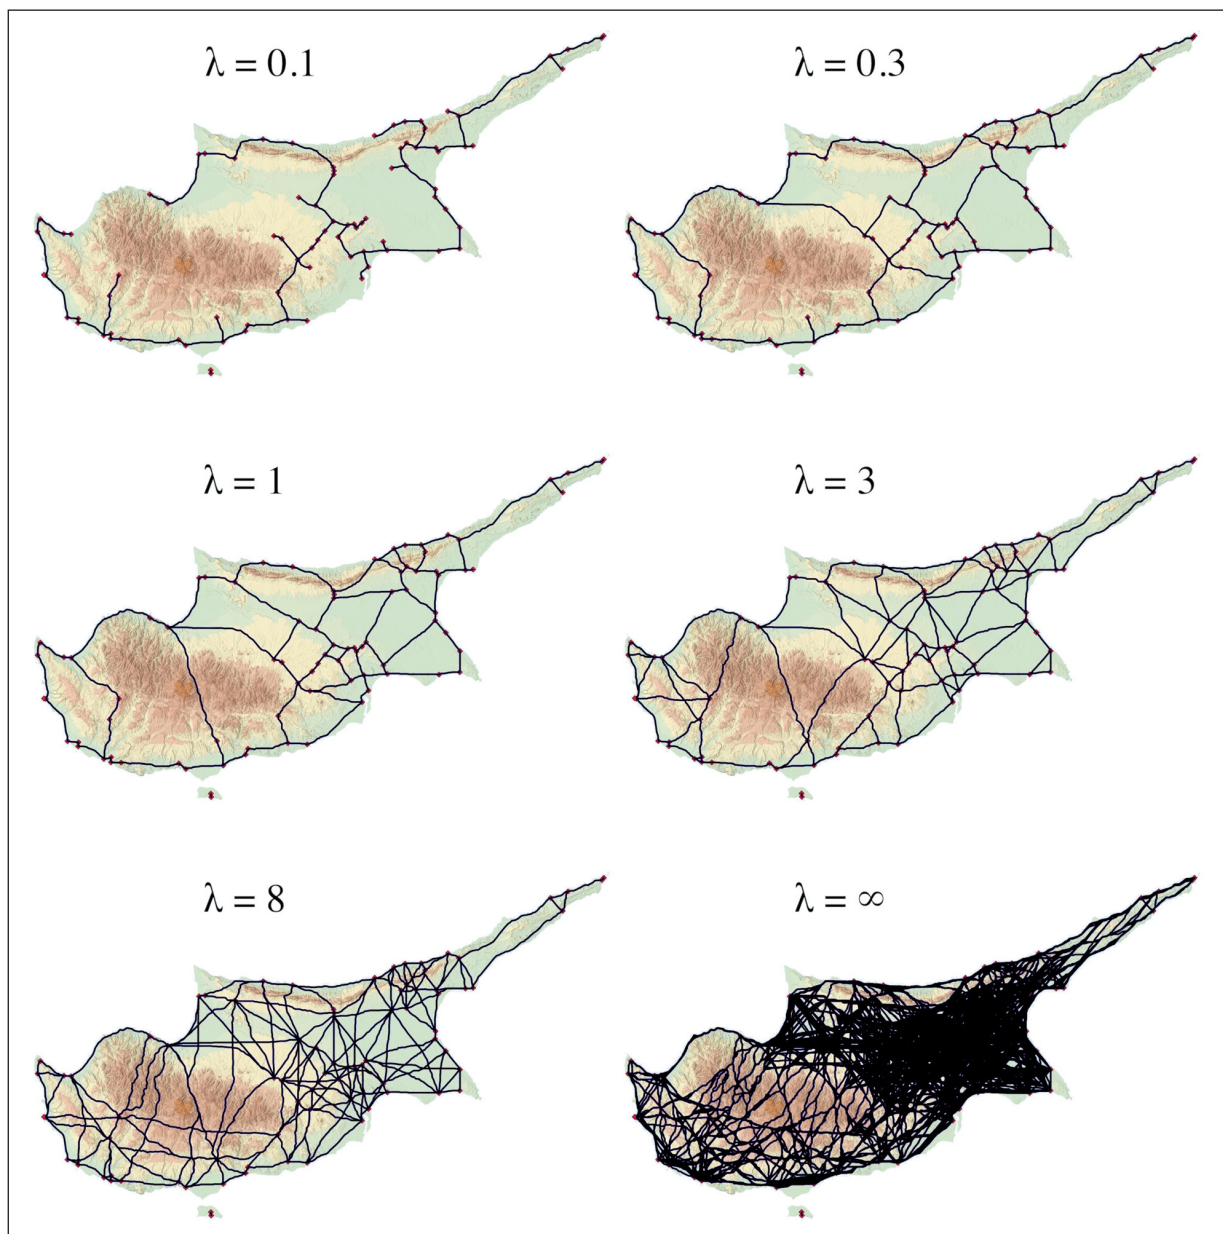 λ = 0.1
λ = 0.3
λ = 1
λ = 3
λ = 8
λ = ∞